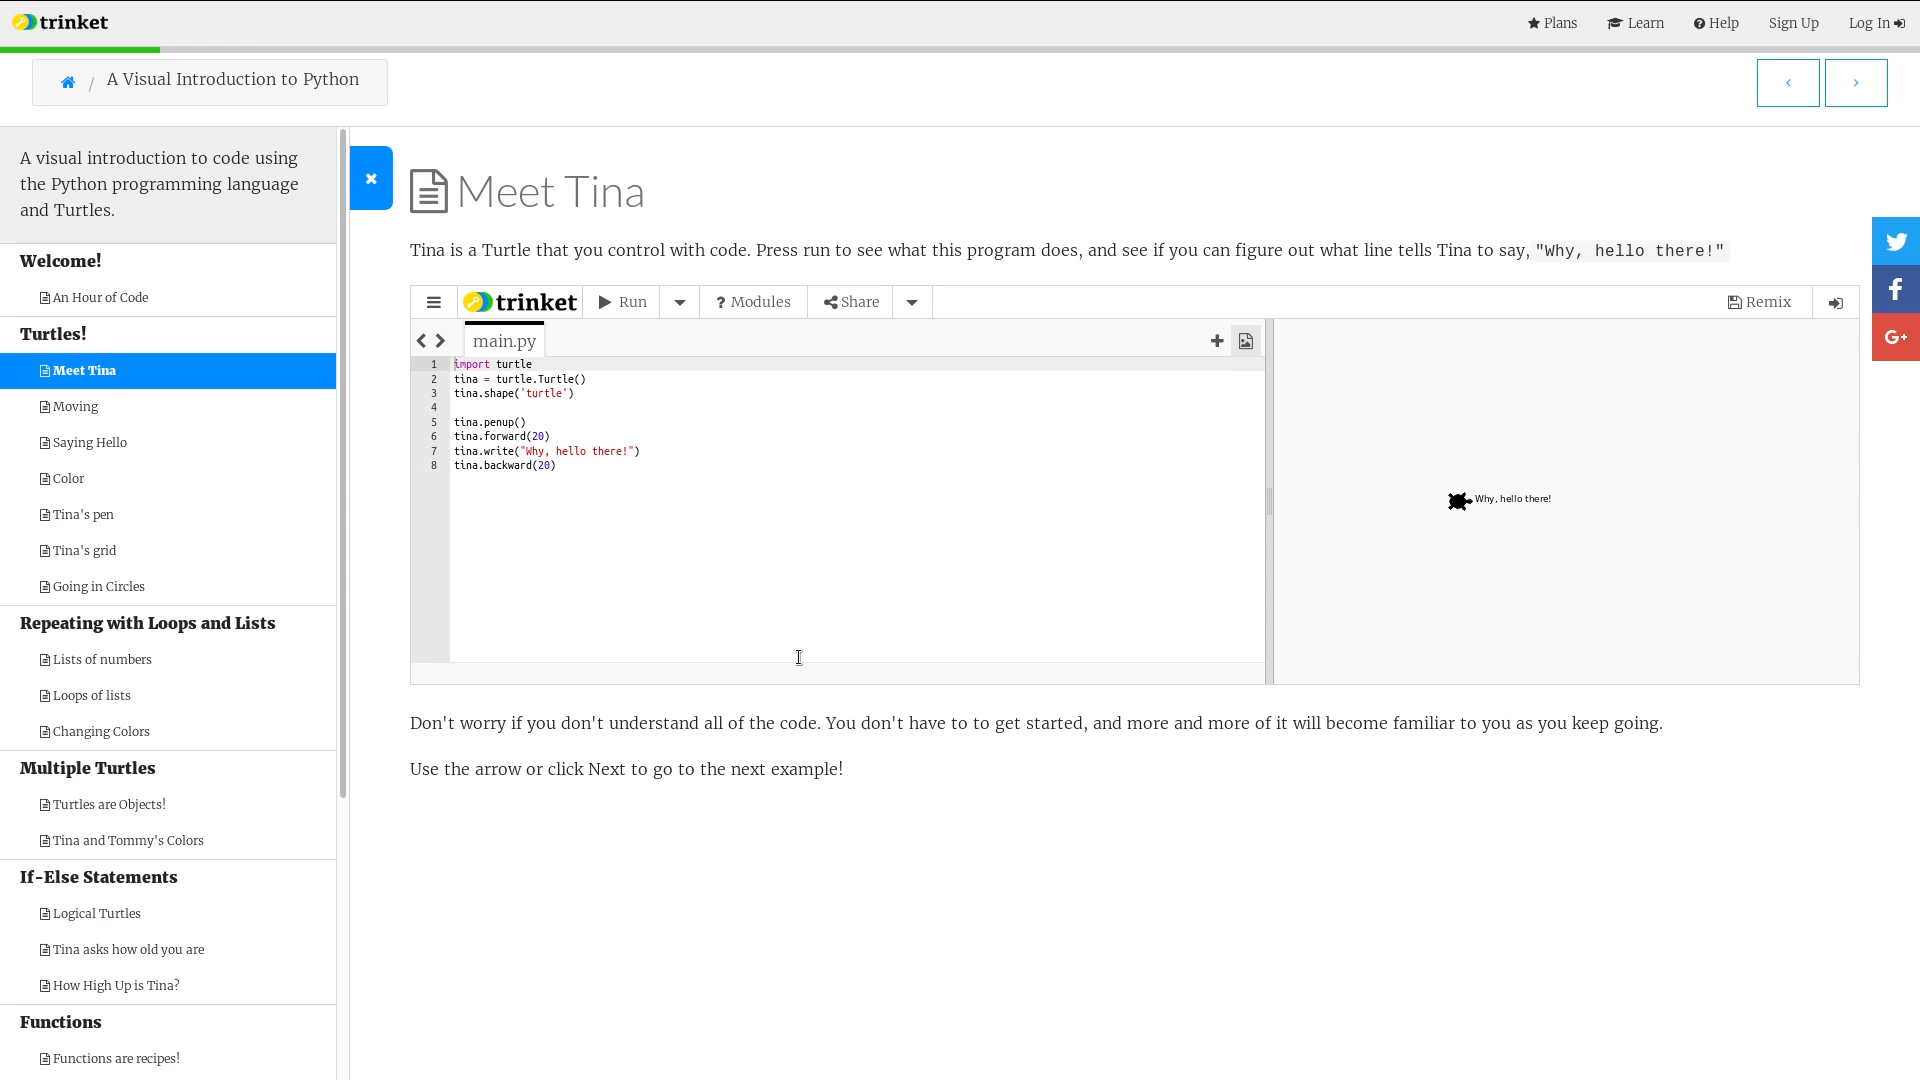 trinket
Plans
Learn
Help
Sign Up
Log In
/ A Visual Introduction to Python
A visual introduction to code using
the Python programming language
and Turtles.
Welcome!
An Hour of Code
Turtles!
Meet Tina
Moving
Saying Hello
Color
Tina's pen
Tina's grid
Going in Circles
Repeating with Loops and Lists
Lists of numbers
Loops of lists
Changing Colors
Multiple Turtles
Turtles are Objects!
Tina and Tommy's Colors
If-Else Statements
Logical Turtles
Tina asks how old you are
How High Up is Tina?
Functions
Functions are recipes!
Meet Tina
Tina is a Turtle that you control with code. Press run to see what this program does, and see if you can figure out what line tells Tina to say, "Why, hello there!"
trinket
Run
? Modules
Share
Remix
main.py
1 import turtle
2 tina = turtle.Turtle()
3 tina.shape('turtle')
4
5 tina.penup()
6 tina.forward(20)
7 tina.write("Why, hello there!")
8 tina.backward(20)
Why, hello there!
Don't worry if you don't understand all of the code. You don't have to to get started, and more and more of it will become familiar to you as you keep going.
Use the arrow or click Next to go to the next example!